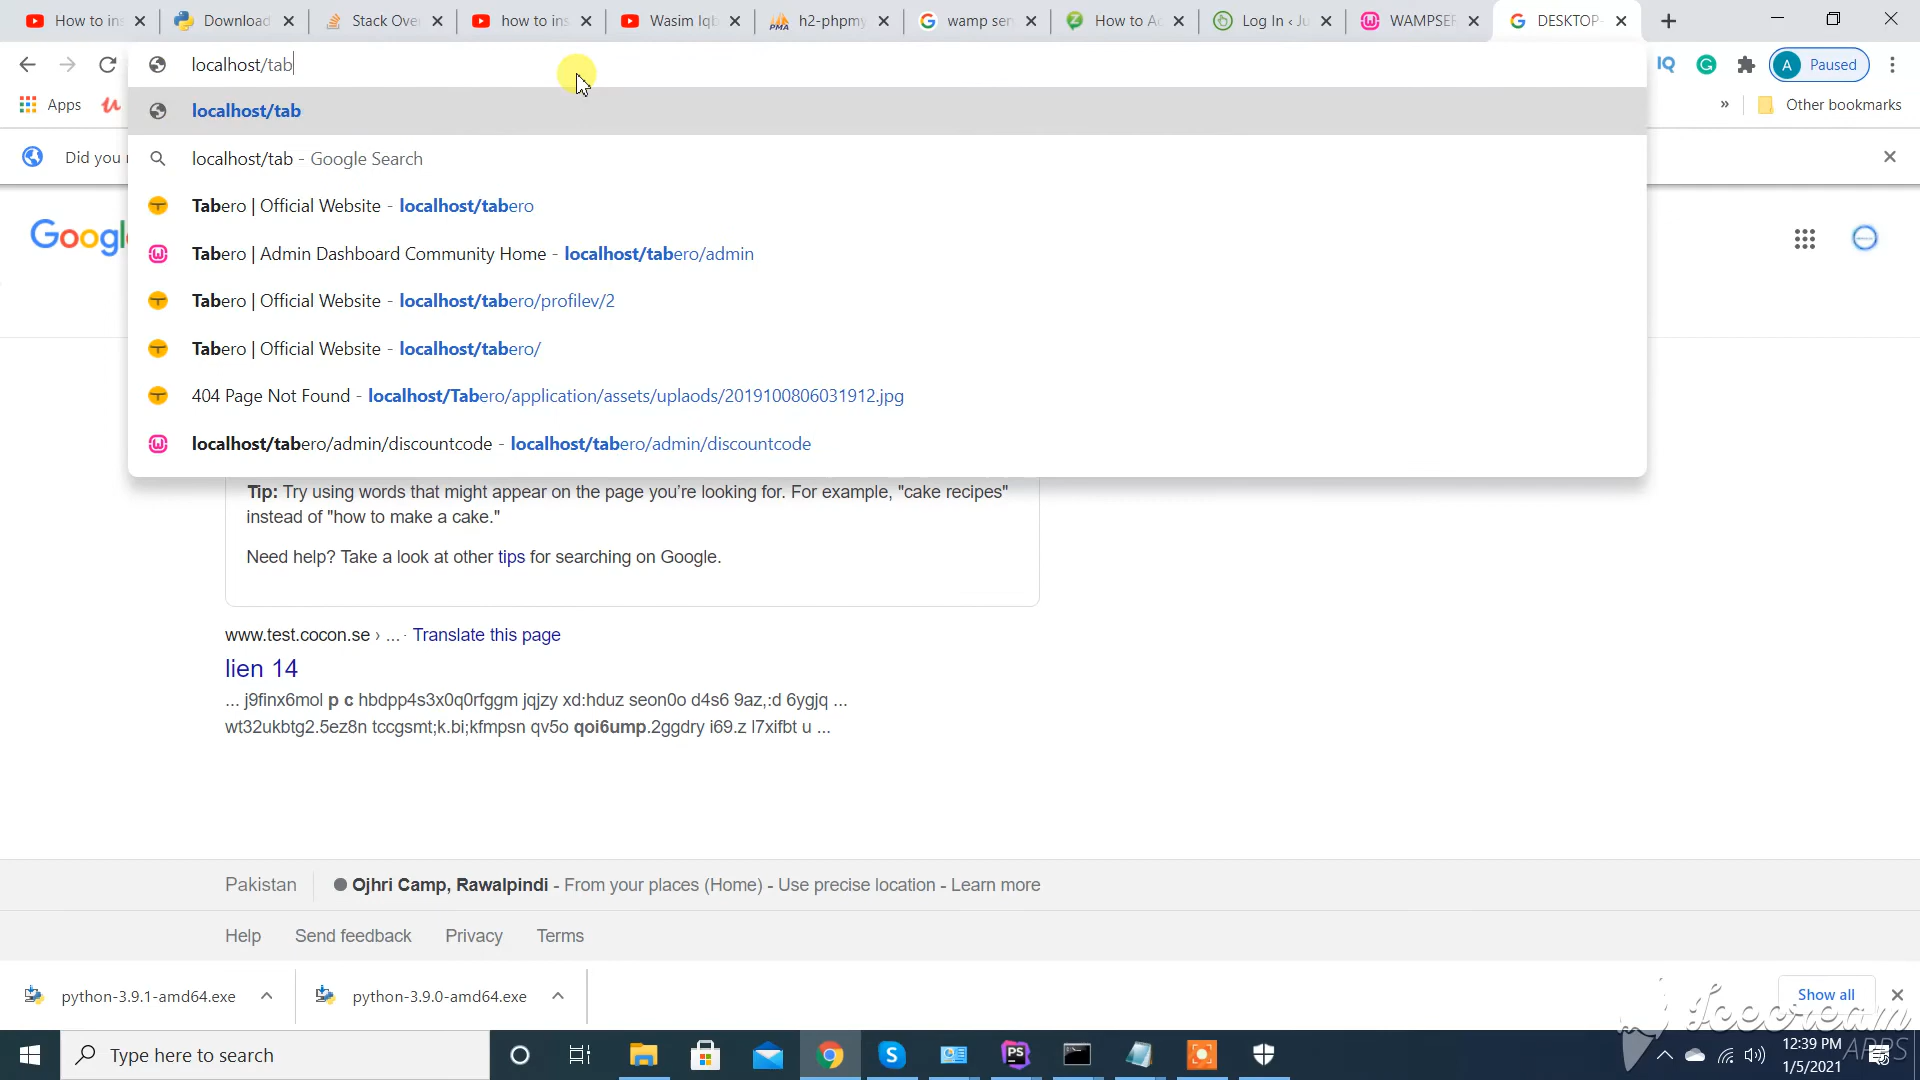 How to ins
Download
Stack Over
how to ins
Wasim Iqb
h2-phpmy
wamp ser
How to Ac
Log In ‹ Ju
WAMPSER
DESKTOP-
localhost/tab
IQ
A Paused
Apps
»
Other bookmarks
Did you
localhost/tab
localhost/tab - Google Search
Tabero | Official Website - localhost/tabero
Tabero | Admin Dashboard Community Home - localhost/tabero/admin
Tabero | Official Website - localhost/tabero/profilev/2
Tabero | Official Website - localhost/tabero/
404 Page Not Found - localhost/Tabero/application/assets/uplaods/2019100806031912.jpg
localhost/tabero/admin/discountcode - localhost/tabero/admin/discountcode
Google
Tip: Try using words that might appear on the page you're looking for. For example, "cake recipes"
instead of "how to make a cake."
Need help? Take a look at other tips for searching on Google.
www.test.cocon.se › ... · Translate this page
lien 14
... j9finx6mol p c hbdpp4s3x0q0rfggm jqjzy xd:hduz seon0o d4s6 9az,:d 6ygjq ...
wt32ukbtg2.5ez8n tccgsmt;k.bi;kfmpsn qv5o qoi6ump.2ggdry i69.z l7xifbt u ...
Pakistan
Ojhri Camp, Rawalpindi - From your places (Home) - Use precise location - Learn more
Help Send feedback Privacy Terms
python-3.9.1-amd64.exe
python-3.9.0-amd64.exe
Show all
Icecream
APPS
Type here to search
PS
12:39 PM
1/5/2021